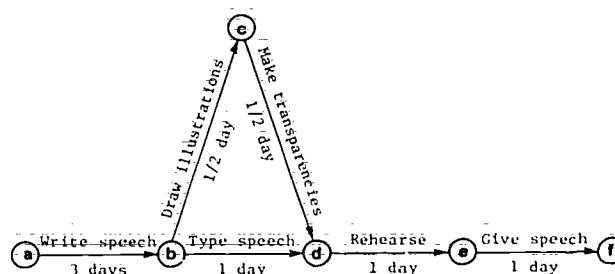 c
Draw illustrations
1/2 day
Make transparencies
1/2 day
Write speech
Type speech
Rehearse
Give speech
a
b
d
e
f
3 days
1 day
1 day
1 day